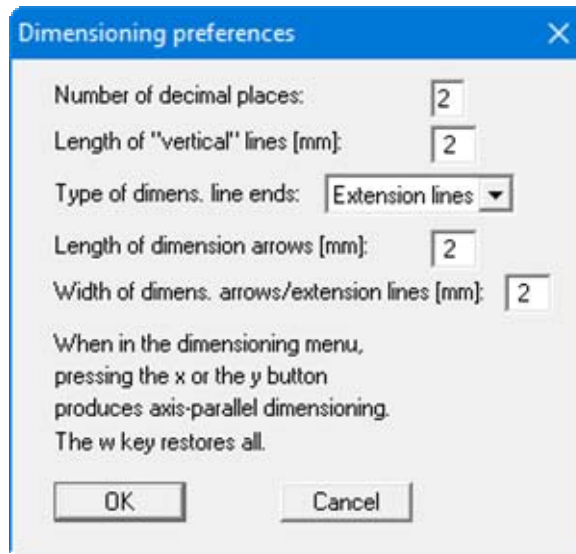 Dimensioning preferences
Number of decimal places: 2
Length of "vertical" lines [mm]: 2
Type of dimens. line ends: Extension lines
Length of dimension arrows [mm]: 2
Width of dimens. arrows/extension lines [mm]: 2
When in the dimensioning menu,
pressing the x or the y button
produces axis-parallel dimensioning.
The w key restores all.
OK Cancel